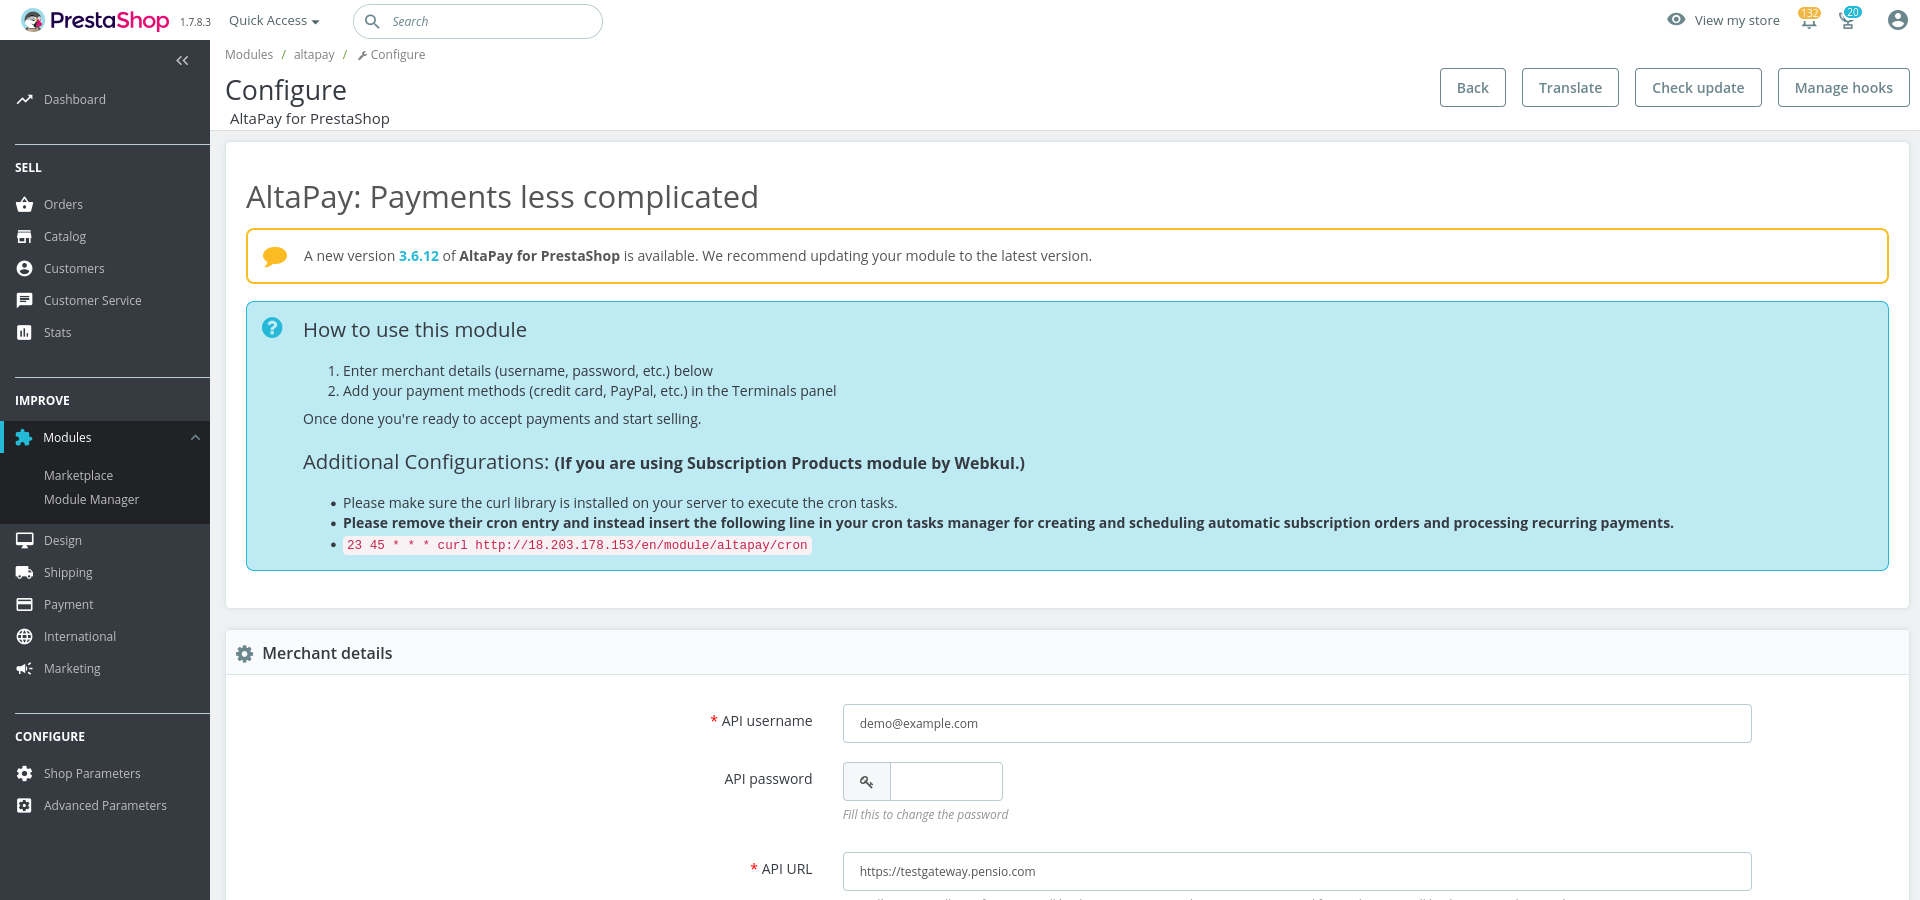 PrestaShop 1.7.8.3 Quick Access Search View my store 132 20
Modules / altapay / Configure
Configure
AltaPay for PrestaShop
Back Translate Check update Manage hooks
Dashboard
SELL
Orders
Catalog
Customers
Customer Service
Stats
IMPROVE
Modules
Marketplace
Module Manager
Design
Shipping
Payment
International
Marketing
CONFIGURE
Shop Parameters
Advanced Parameters
AltaPay: Payments less complicated
A new version 3.6.12 of AltaPay for PrestaShop is available. We recommend updating your module to the latest version.
How to use this module
1. Enter merchant details (username, password, etc.) below
2. Add your payment methods (credit card, PayPal, etc.) in the Terminals panel
Once done you're ready to accept payments and start selling.
Additional Configurations: (If you are using Subscription Products module by Webkul.)
• Please make sure the curl library is installed on your server to execute the cron tasks.
• Please remove their cron entry and instead insert the following line in your cron tasks manager for creating and scheduling automatic subscription orders and processing recurring payments.
• 23 45 * * * curl http://18.203.178.153/en/module/altapay/cron
Merchant details
* API username demo@example.com
API password
Fill this to change the password
* API URL https://testgateway.pensio.com